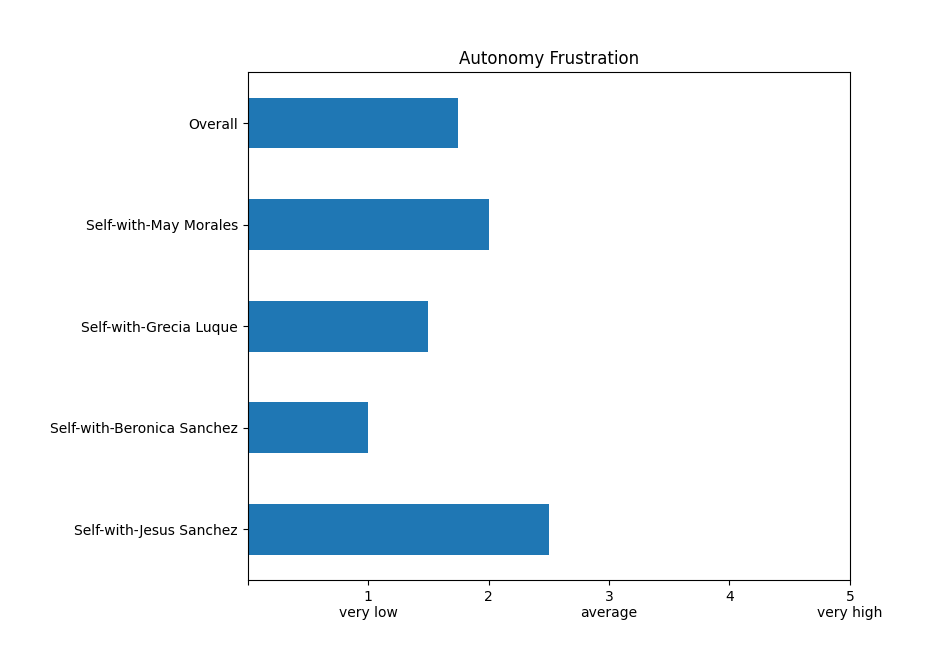 Autonomy Frustration
Overall
Self-with-May Morales
Self-with-Grecia Luque
Self-with-Beronica Sanchez
Self-with-Jesus Sanchez
1 2 3 4 5
very low average very high